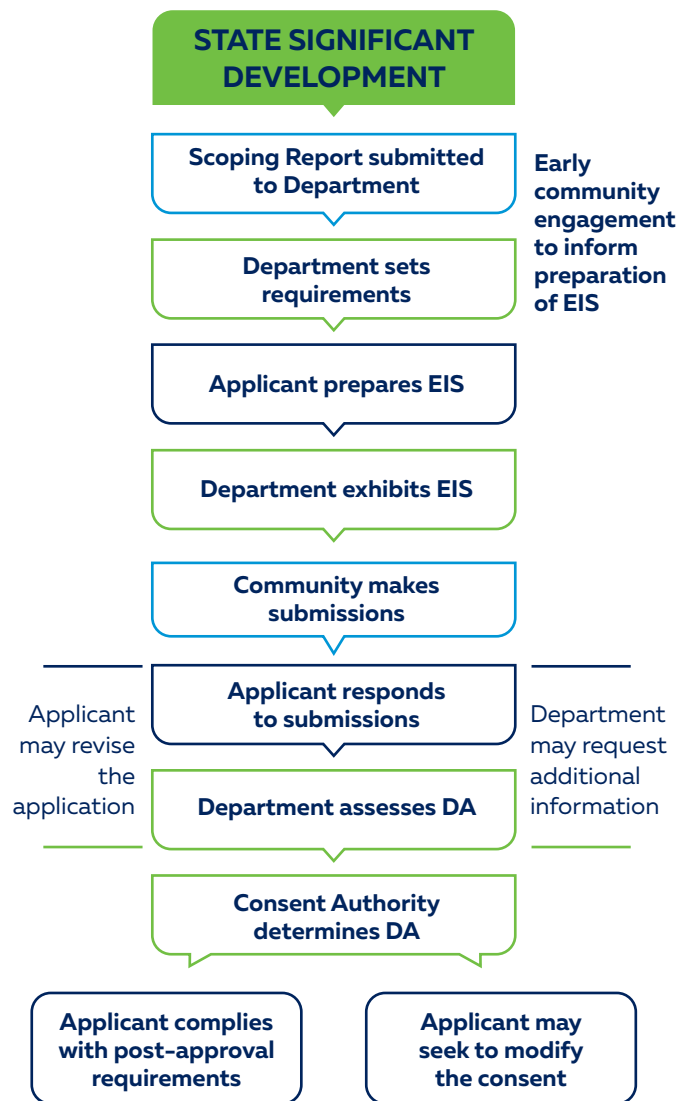 STATE SIGNIFICANT
DEVELOPMENT
Scoping Report submitted
to Department
Early
community
engagement
to inform
preparation
of EIS
Department sets
requirements
Applicant prepares EIS
Department exhibits EIS
Community makes
submissions
Applicant responds
to submissions
Applicant
may revise
the
application
Department
may request
additional
information
Department assesses DA
Consent Authority
determines DA
Applicant complies
with post-approval
requirements
Applicant may
seek to modify
the consent